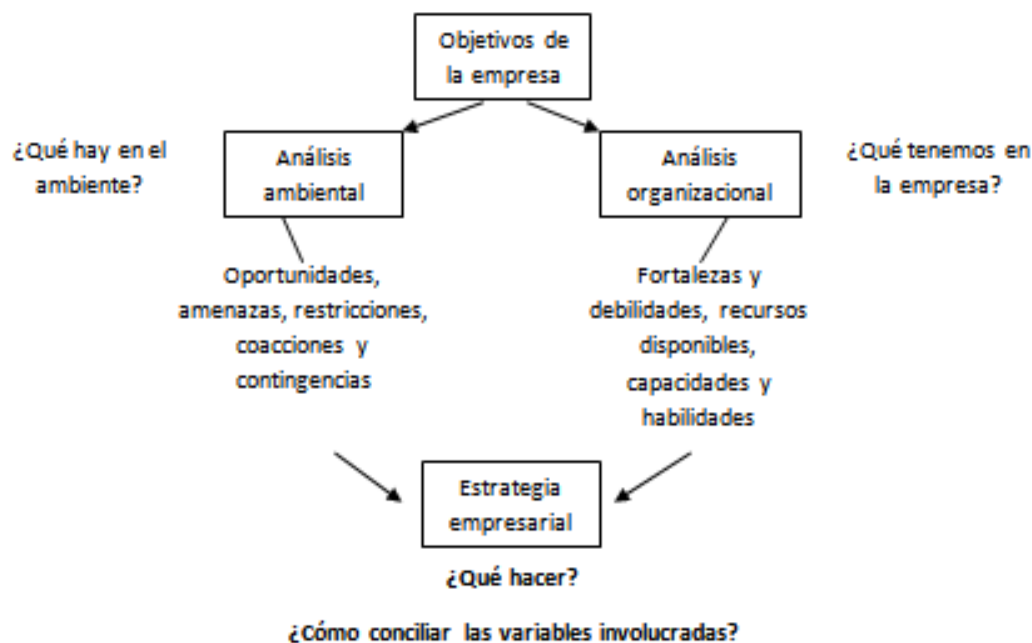 Objetivos de
la empresa
¿Qué hay en el
ambiente?
Análisis
ambiental
Análisis
organizacional
¿Qué tenemos en
la empresa?
Oportunidades,
amenazas, restricciones,
coacciones y
contingencias
Fortalezas y
debilidades, recursos
disponibles,
capacidades y
habilidades
Estrategia
empresarial
¿Qué hacer?
¿Cómo conciliar las variables involucradas?